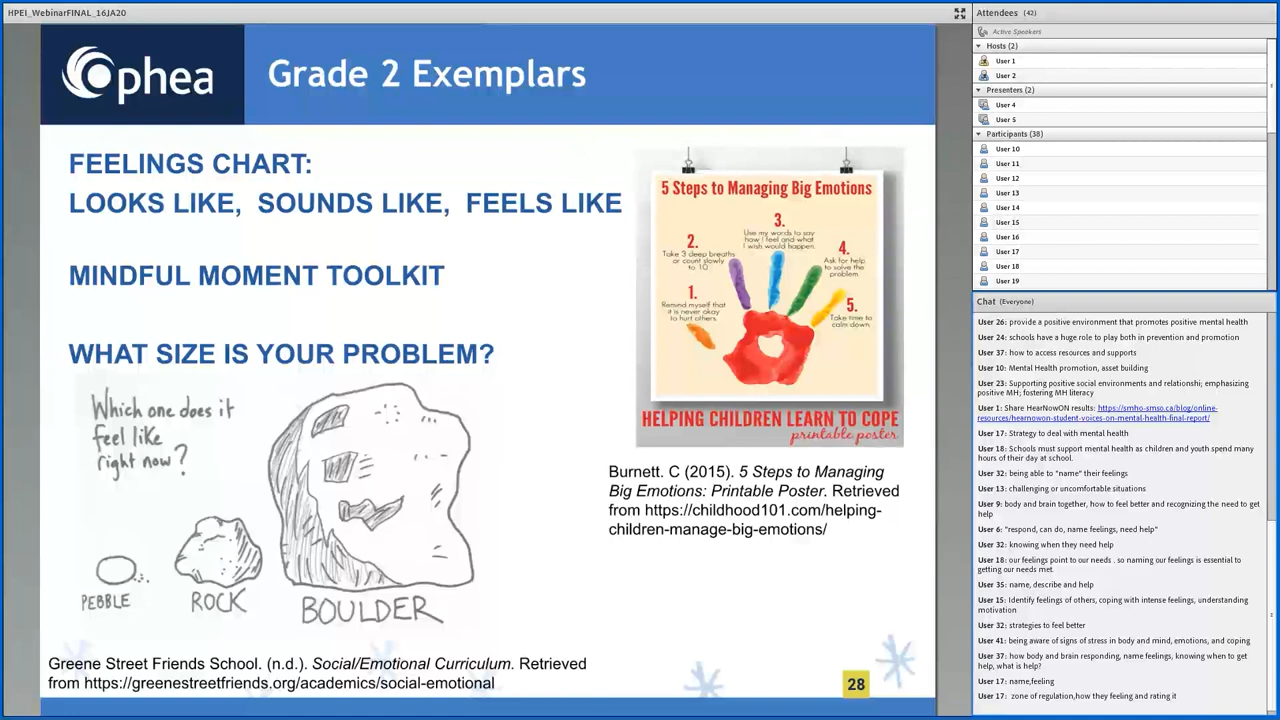 HPEI_WebinarFINAL_16JA20
Ophea
Grade 2 Exemplars
FEELINGS CHART:
LOOKS LIKE, SOUNDS LIKE, FEELS LIKE
MINDFUL MOMENT TOOLKIT
WHAT SIZE IS YOUR PROBLEM?
Which one does it
feel like
right now?
PEBBLE
ROCK
BOULDER
Greene Street Friends School. (n.d.). Social/Emotional Curriculum. Retrieved
from https://greenestreetfriends.org/academics/social-emotional
5 Steps to Managing Big Emotions
1.
Remind myself that
it is never okay
to hurt others.
2.
Take 3 deep breaths
or count slowly
to 10.
3.
Use my words to say
how I feel and what
I wish would happen.
4.
Ask for help
to solve the
problem.
5.
Take time to
calm down.
HELPING CHILDREN LEARN TO COPE
printable poster
Burnett. C (2015). 5 Steps to Managing
Big Emotions: Printable Poster. Retrieved
from https://childhood101.com/helping-
children-manage-big-emotions/
28
Attendees (42)
Active Speakers
Hosts (2)
User 1
User 2
Presenters (2)
User 4
User 5
Participants (38)
User 10
User 11
User 12
User 13
User 14
User 15
User 16
User 17
User 18
User 19
Chat (Everyone)
User 26: provide a positive environment that promotes positive mental health
User 24: schools have a huge role to play both in prevention and promotion
User 37: how to access resources and supports
User 10: Mental Health promotion, asset building
User 23: Supporting positive social environments and relationshi; emphasizing
positive MH; fostering MH literacy
User 1: Share HearNowON results: https://smho-smso.ca/blog/online-
resources/hearnowon-student-voices-on-mental-health-final-report/
User 17: Strategy to deal with mental health
User 18: Schools must support mental health as children and youth spend many
hours of their day at school.
User 32: being able to "name" their feelings
User 13: challenging or uncomfortable situations
User 9: body and brain together, how to feel better and recognizing the need to get
help
User 6: "respond, can do, name feelings, need help"
User 32: knowing when they need help
User 18: our feelings point to our needs . so naming our feelings is essential to
getting our needs met.
User 35: name, describe and help
User 15: Identify feelings of others, coping with intense feelings, understanding
motivation
User 32: strategies to feel better
User 41: being aware of signs of stress in body and mind, emotions, and coping
User 37: how body and brain responding, name feelings, knowing when to get
help, what is help?
User 17: name,feeling
User 17: zone of regulation,how they feeling and rating it